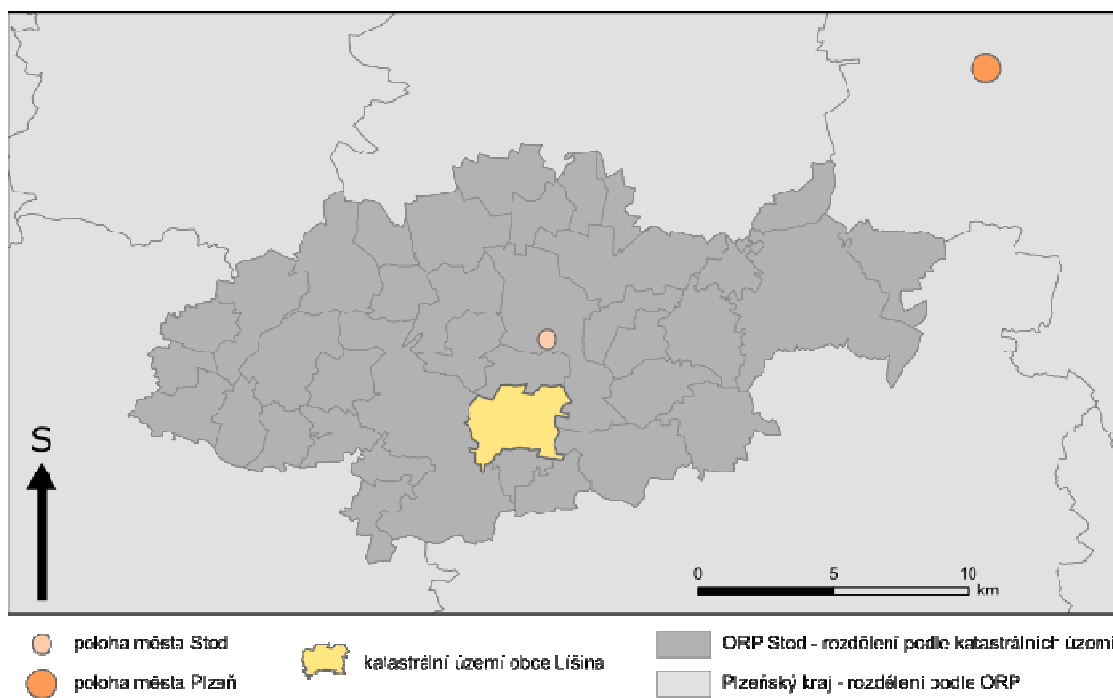 S
0 5 10
km
poloha města Stod
poloha města Plzeň
katastrální území obce Líšina
ORP Stod - rozdělení podle katastrálních území
Plzeňský kraj - rozdělení podle ORP